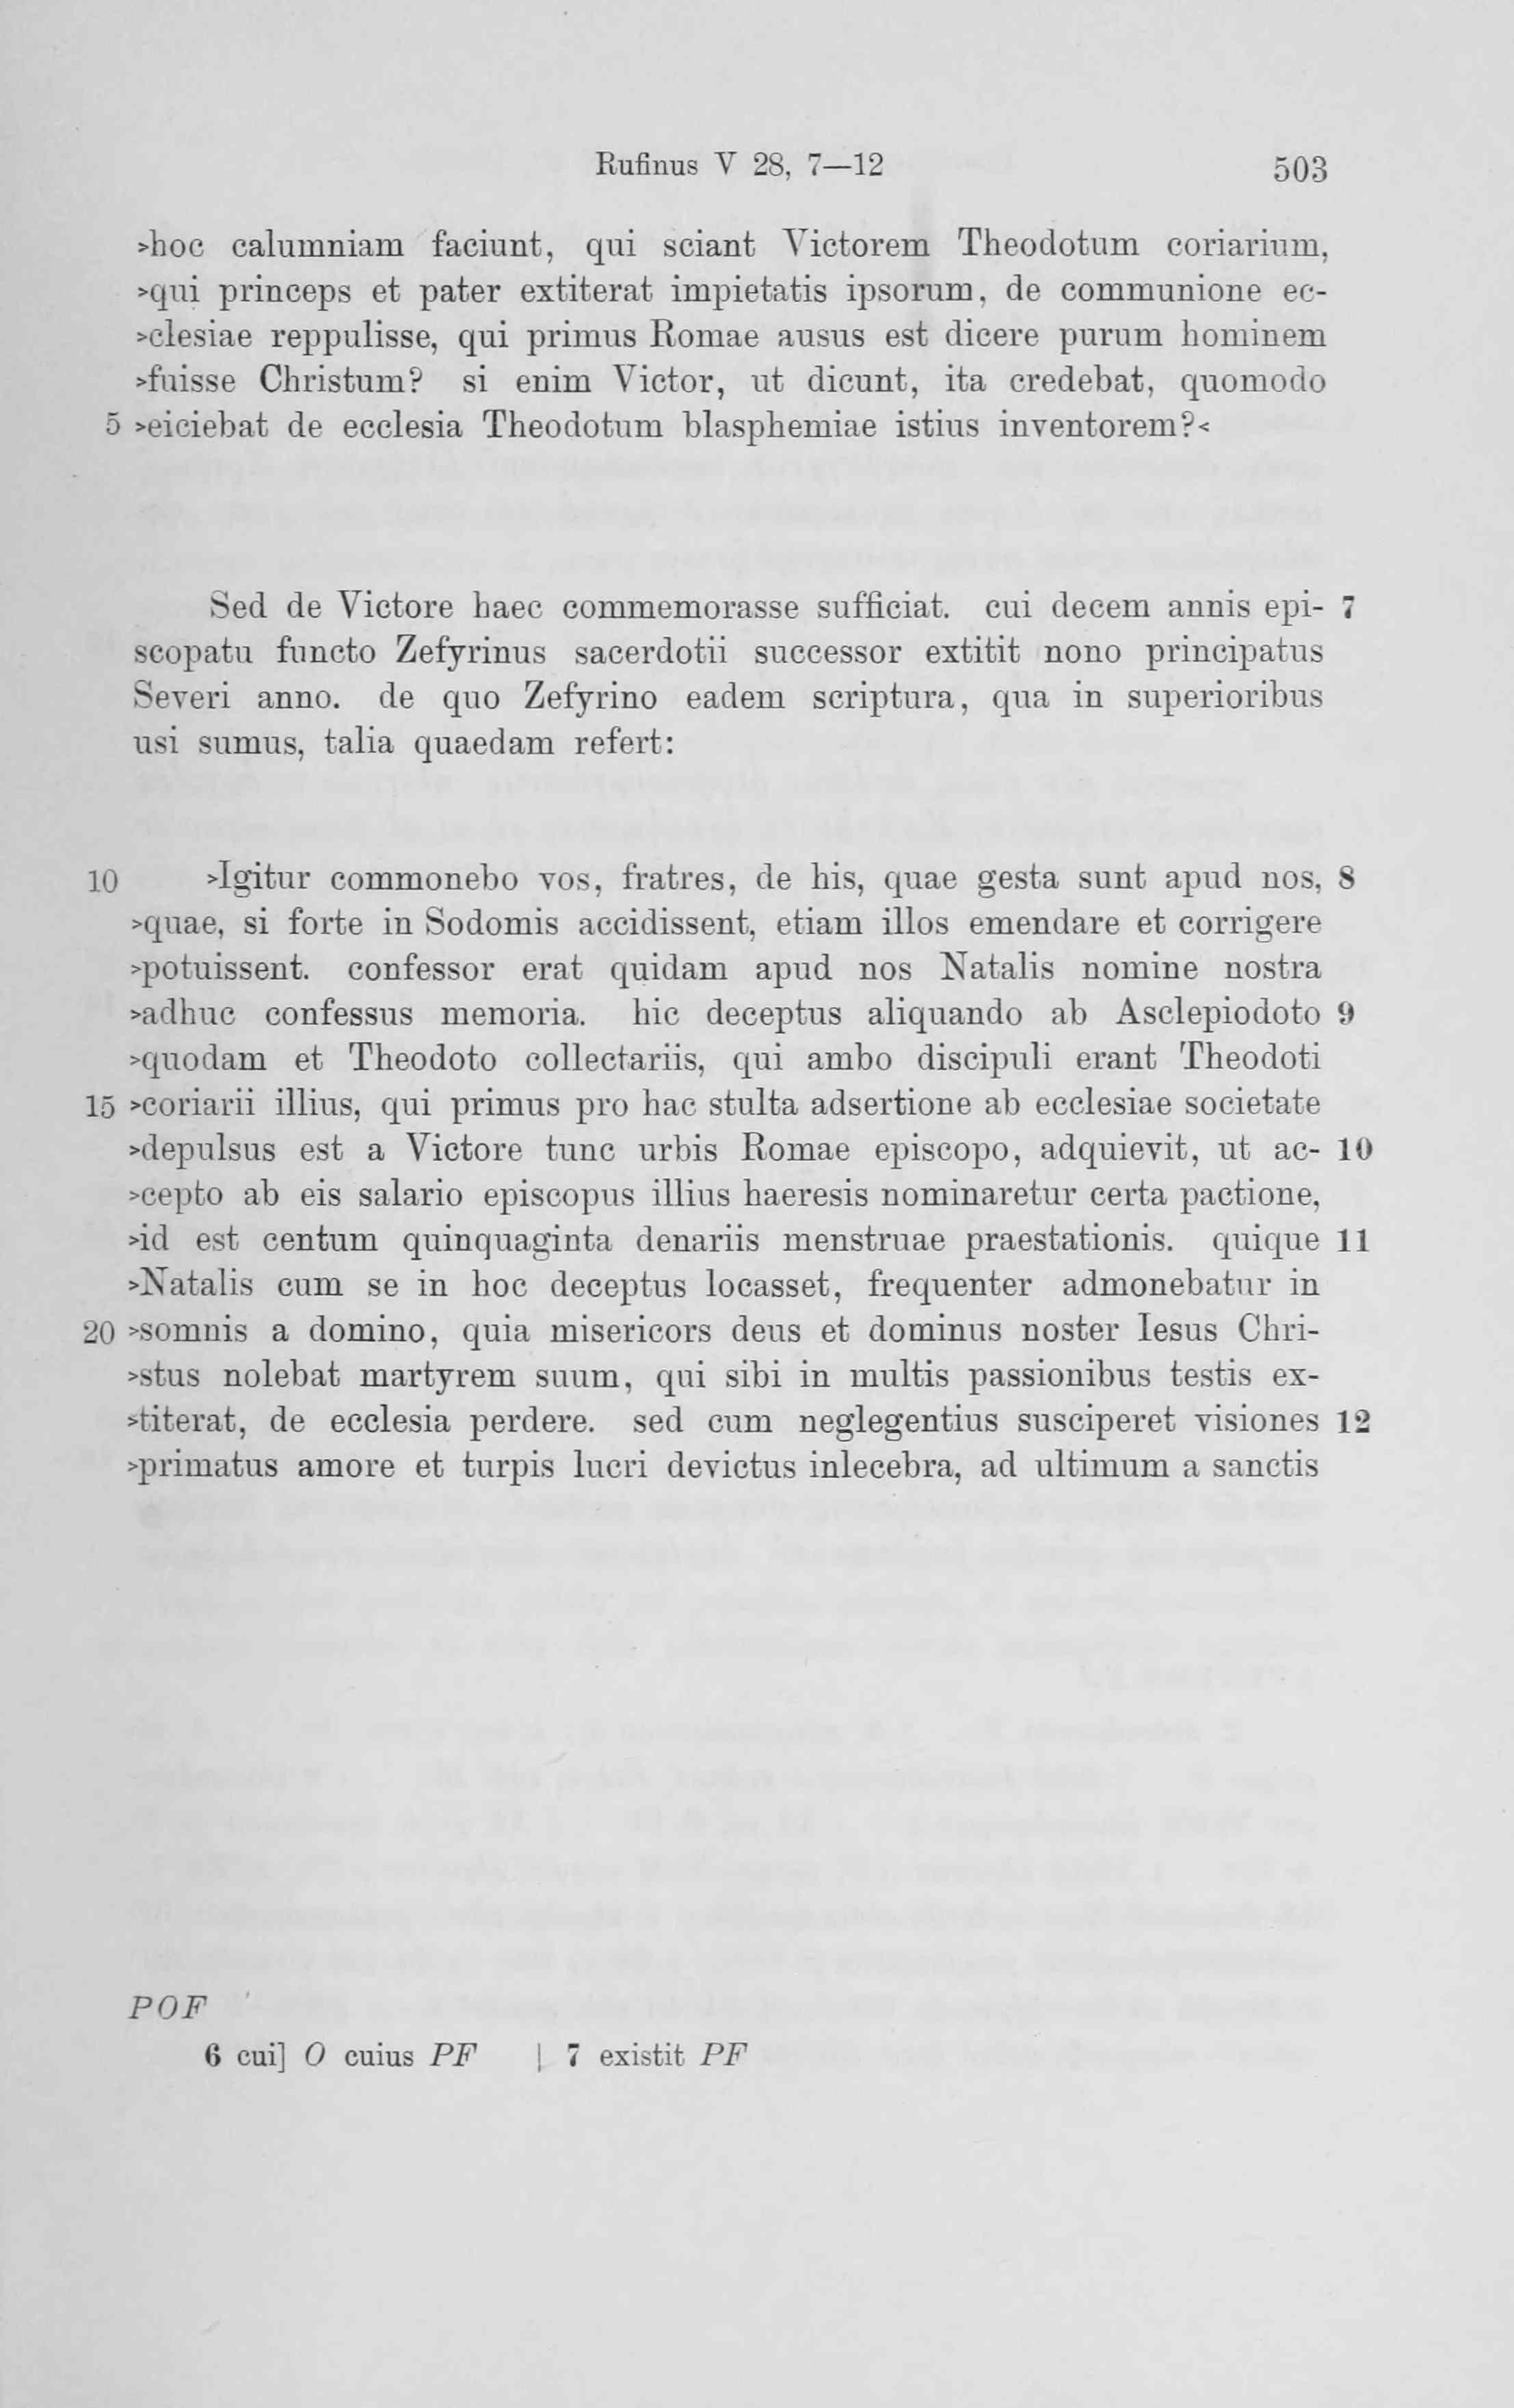 Rufinus V 28, 7—12 503
>hoc calumniam faciunt, qui sciant Victorem Theodotum coriarium,
>qui princeps et pater extiterat impietatis ipsorum, de communione ec-
>clesiae reppulisse, qui primus Romae ausus est dicere purum hominem
>fuisse Christum? si enim Victor, ut dicunt, ita credebat, quomodo
5 >eiciebat de ecclesia Theodotum blasphemiae istius inventorem?<
Sed de Victore haec commemorasse sufficiat. cui decem annis epi- 7
scopatu functo Zefyrinus sacerdotii successor extitit nono principatus
Severi anno. de quo Zefyrino eadem scriptura, qua in superioribus
usi sumus, talia quaedam refert:
10 >Igitur commonebo vos, fratres, de his, quae gesta sunt apud nos, 8
>quae, si forte in Sodomis accidissent, etiam illos emendare et corrigere
>potuissent. confessor erat quidam apud nos Natalis nomine nostra
>adhuc confessus memoria. hic deceptus aliquando ab Asclepiodoto 9
>quodam et Theodoto collectariis, qui ambo discipuli erant Theodoti
15 >coriarii illius, qui primus pro hac stulta adsertione ab ecclesiae societate
>depulsus est a Victore tunc urbis Romae episcopo, adquievit, ut ac- 10
>cepto ab eis salario episcopus illius haeresis nominaretur certa pactione,
>id est centum quinquaginta denariis menstruae praestationis. quique 11
>Natalis cum se in hoc deceptus locasset, frequenter admonebatur in
20 >somnis a domino, quia misericors deus et dominus noster Iesus Chri-
>stus nolebat martyrem suum, qui sibi in multis passionibus testis ex-
>titerat, de ecclesia perdere. sed cum neglegentius susciperet visiones 12
>primatus amore et turpis lucri devictus inlecebra, ad ultimum a sanctis
POF
6 cui] O cuius PF | 7 existit PF